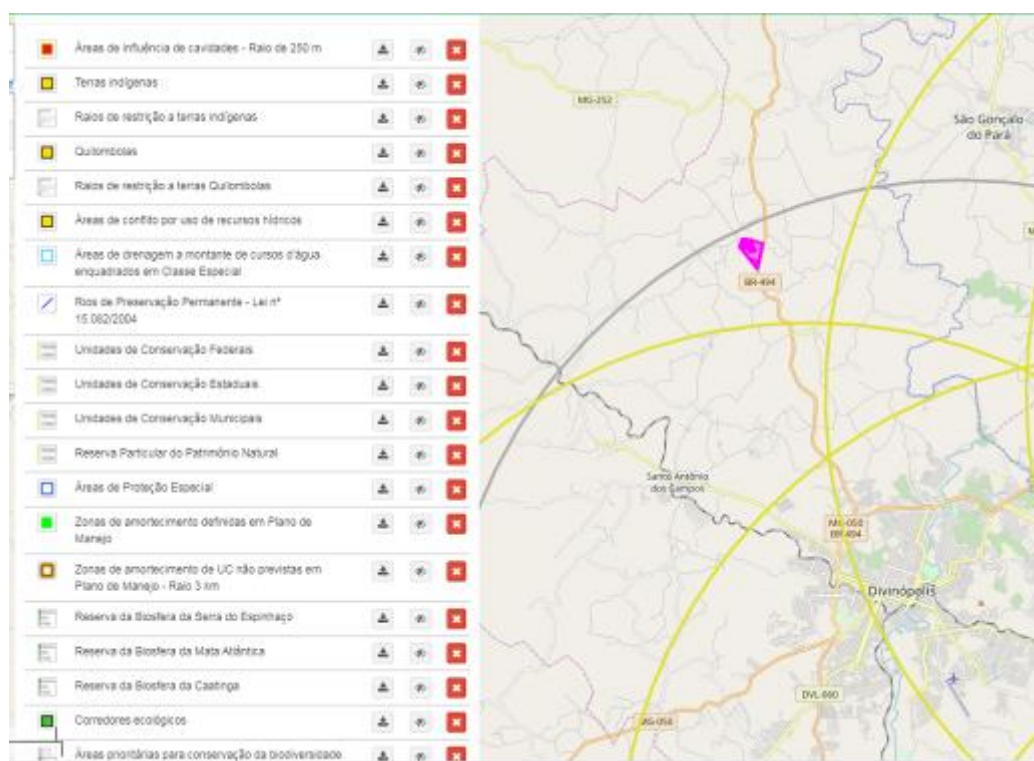 Áreas de influência de cavidades - Raio de 250 m
Terras indígenas
Raios de restrição a terras indígenas
Quilombolas
Raios de restrição a terras Quilombolas
Áreas de conflito por uso de recursos hídricos
Áreas de drenagem a montante de cursos d'água
enquadrados em Classe Especial
Rios de Preservação Permanente - Lei nº
15.082/2004
Unidades de Conservação Federais
Unidades de Conservação Estaduais
Unidades de Conservação Municipais
Reserva Particular do Patrimônio Natural
Áreas de Proteção Especial
Zonas de amortecimento definidas em Plano de
Manejo
Zonas de amortecimento de UC não previstas em
Plano de Manejo - Raio 3 km
Reserva da Biosfera da Serra do Espinhaço
Reserva da Biosfera da Mata Atlântica
Reserva da Biosfera da Caatinga
Corredores ecológicos
Áreas prioritárias para conservação da biodiversidade
MG-252
São Gonçalo
do Pará
BR-494
Santo Antônio
dos Campos
MG-050
BR-494
Divinópolis
DVL-060
MG-050